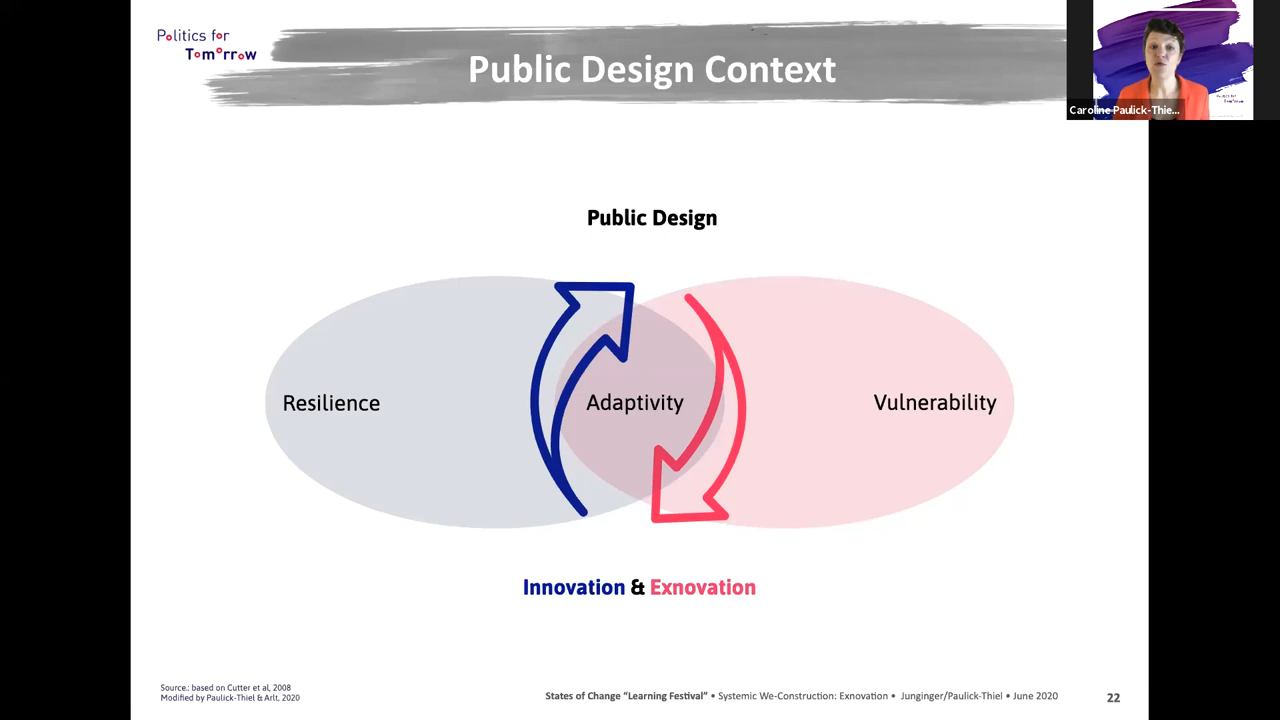 Politics for
Tomorrow
Public Design Context
Caroline Paulick-Thie...
Public Design
Resilience
Adaptivity
Vulnerability
Innovation & Exnovation
Source.: based on Cutter et al, 2008
Modified by Paulick-Thiel & Arlt, 2020
States of Change “Learning Festival” • Systemic We-Construction: Exnovation • Junginger/Paulick-Thiel • June 2020
22